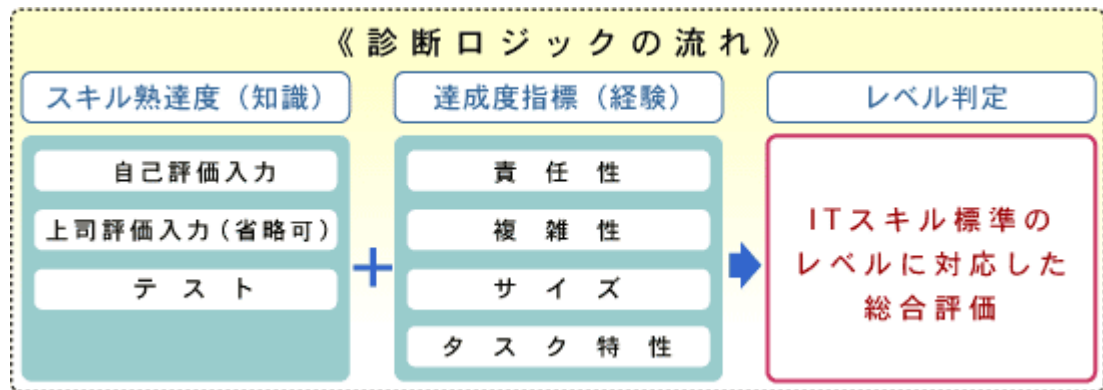 《診断ロジックの流れ》
スキル熟達度（知識）
自己評価入力
上司評価入力（省略可）
テスト
+
達成度指標（経験）
責任性
複雑性
サイズ
タスク特性
レベル判定
ITスキル標準の
レベルに対応した
総合評価